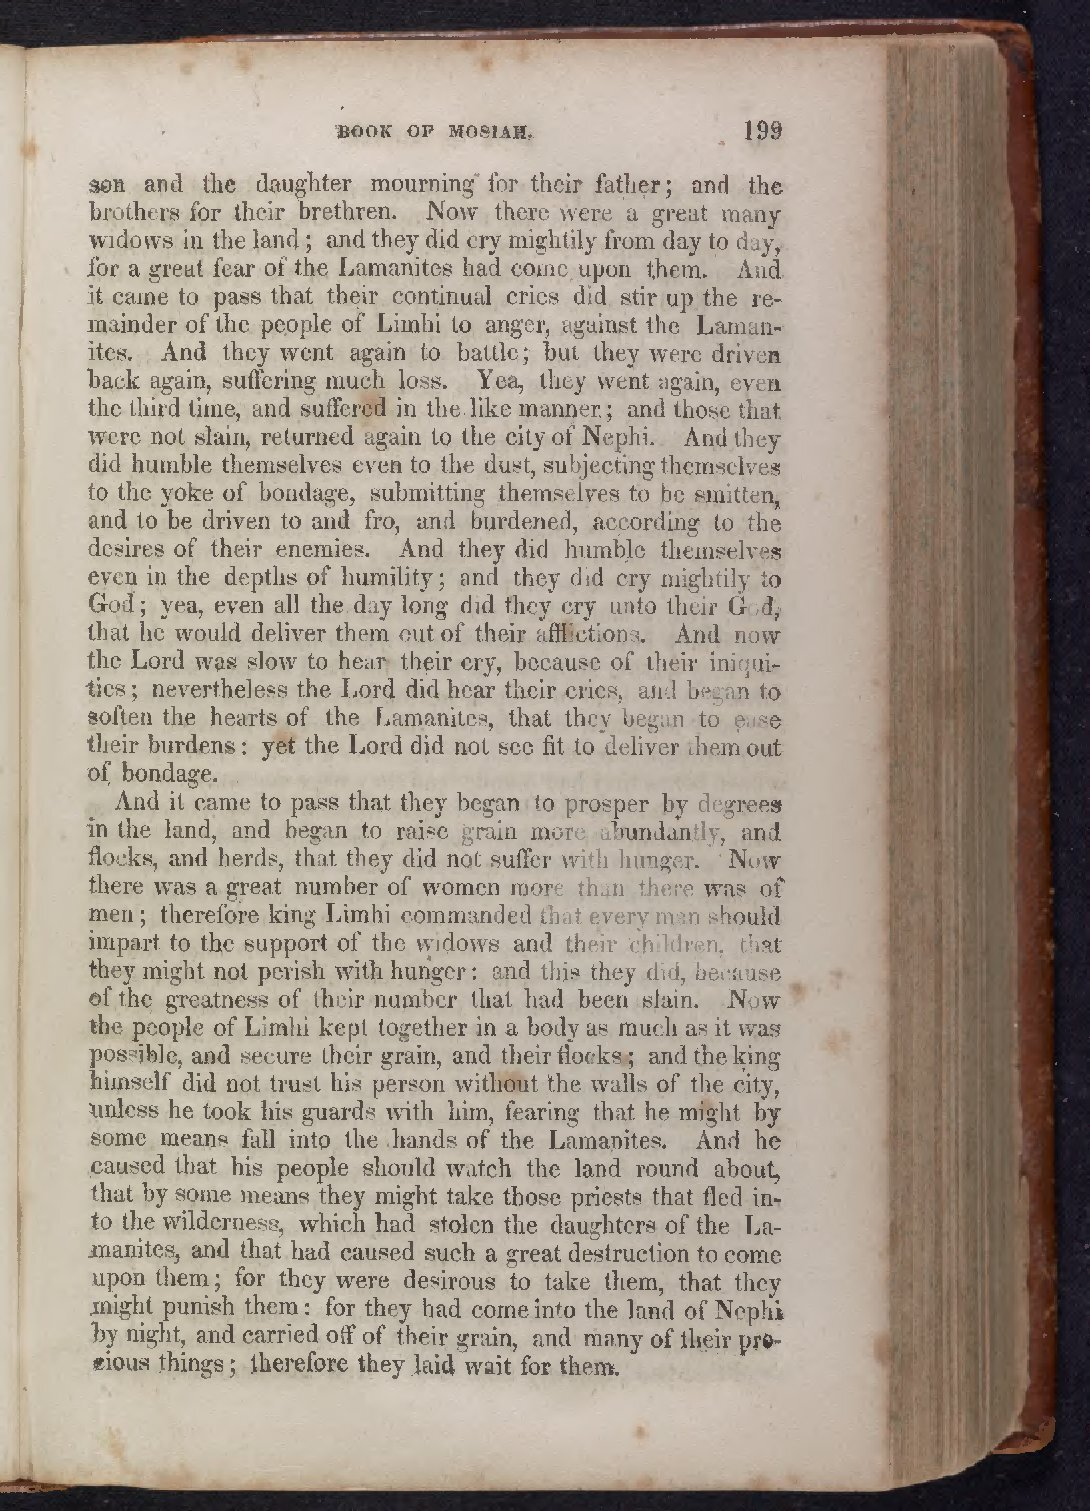 BOOK OF MOSIAH. 199
son and the daughter mourning for their father; and the
brothers for their brethren. Now there were a great many
widows in the land; and they did cry mightily from day to day,
for a great fear of the Lamanites had come upon them. And
it came to pass that their continual cries did stir up the re-
mainder of the people of Limhi to anger, against the Laman-
ites. And they went again to battle; but they were driven
back again, suffering much loss. Yea, they went again, even
the third time, and suffered in the like manner; and those that
were not slain, returned again to the city of Nephi. And they
did humble themselves even to the dust, subjecting themselves
to the yoke of bondage, submitting themselves to be smitten,
and to be driven to and fro, and burdened, according to the
desires of their enemies. And they did humble themselves
even in the depths of humility; and they did cry mightily to
God; yea, even all the day long did they cry unto their God,
that he would deliver them out of their afflictions. And now
the Lord was slow to hear their cry, because of their iniqui-
ties; nevertheless the Lord did hear their cries, and began to
soften the hearts of the Lamanites, that they began to ease
their burdens: yet the Lord did not see fit to deliver them out
of bondage.
And it came to pass that they began to prosper by degrees
in the land, and began to raise grain more abundantly, and
flocks, and herds, that they did not suffer with hunger. Now
there was a great number of women more than there was of
men; therefore king Limhi commanded that every man should
impart to the support of the widows and their children, that
they might not perish with hunger: and this they did, because
of the greatness of their number that had been slain. Now
the people of Limhi kept together in a body as much as it was
possible, and secure their grain, and their flocks; and the king
himself did not trust his person without the walls of the city,
unless he took his guards with him, fearing that he might by
some means fall into the hands of the Lamanites. And he
caused that his people should watch the land round about,
that by some means they might take those priests that fled in-
to the wilderness, which had stolen the daughters of the La-
manites, and that had caused such a great destruction to come
upon them; for they were desirous to take them, that they
might punish them: for they had come into the land of Nephi
by night, and carried off of their grain, and many of their pre-
cious things; therefore they laid wait for them.